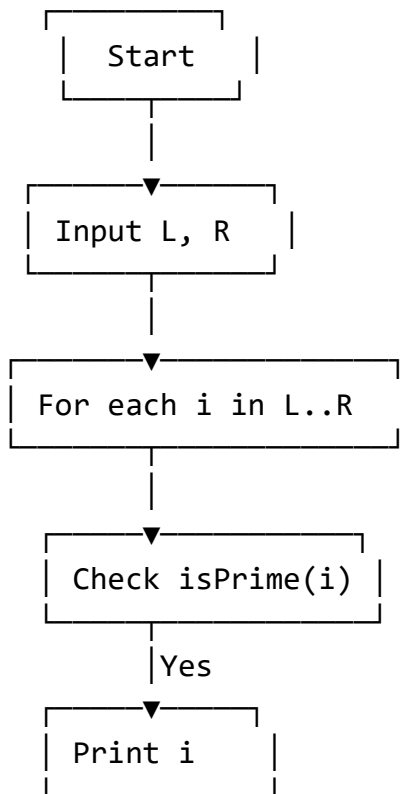 Start
Input L, R
For each i in L..R
Check isPrime(i)
Yes
Print i